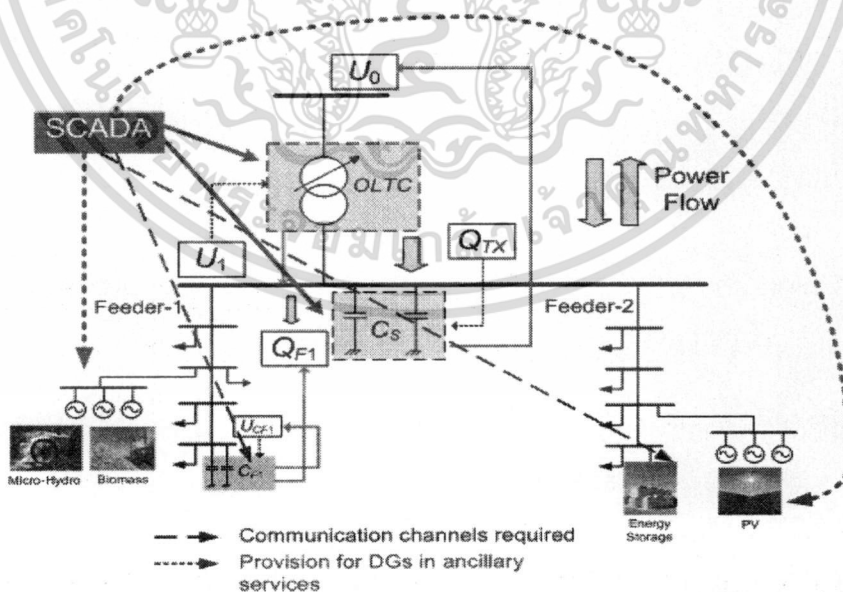 U0
SCADA
OLTC
Power
Flow
QTX
U1
Feeder-1
Feeder-2
CS
QF1
UCF1
CF1
Micro-Hydro
Biomass
Energy
Storage
PV
Communication channels required
Provision for DGs in ancillary
services